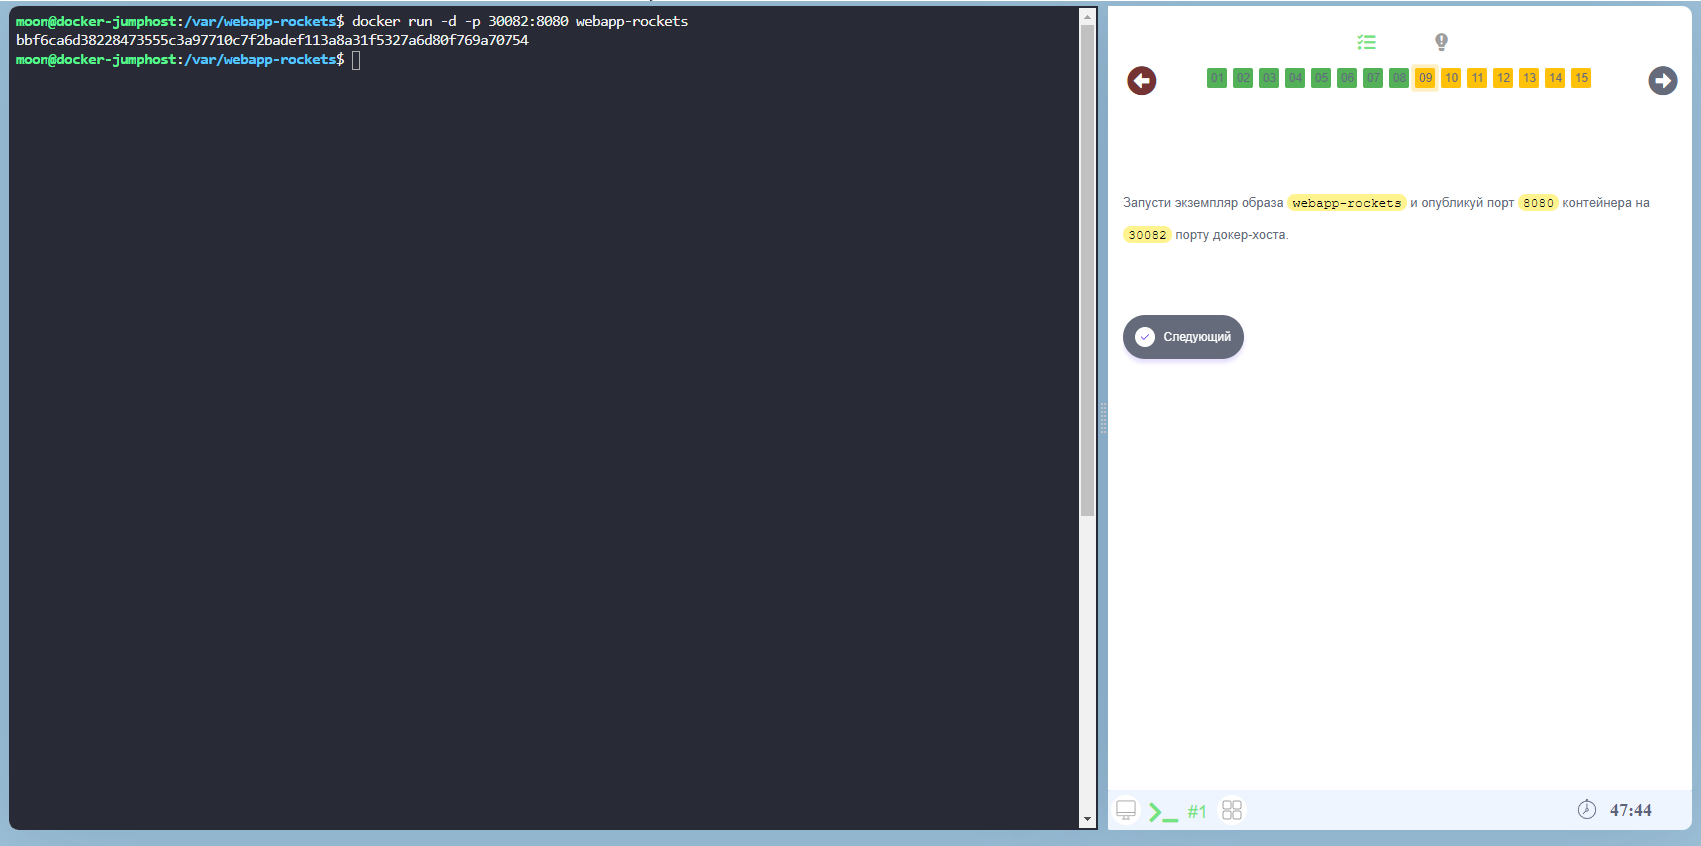 moon@docker-jumphost:/var/webapp-rockets$ docker run -d -p 30082:8080 webapp-rockets
bbf6ca6d38228473555c3a97710c7f2badef113a8a31f5327a6d80f769a70754
moon@docker-jumphost:/var/webapp-rockets$
01 02 03 04 05 06 07 08 09 10 11 12 13 14 15
Запусти экземпляр образа webapp-rockets и опубликуй порт 8080 контейнера на
30082 порту докер-хоста.
Следующий
#1
47:44